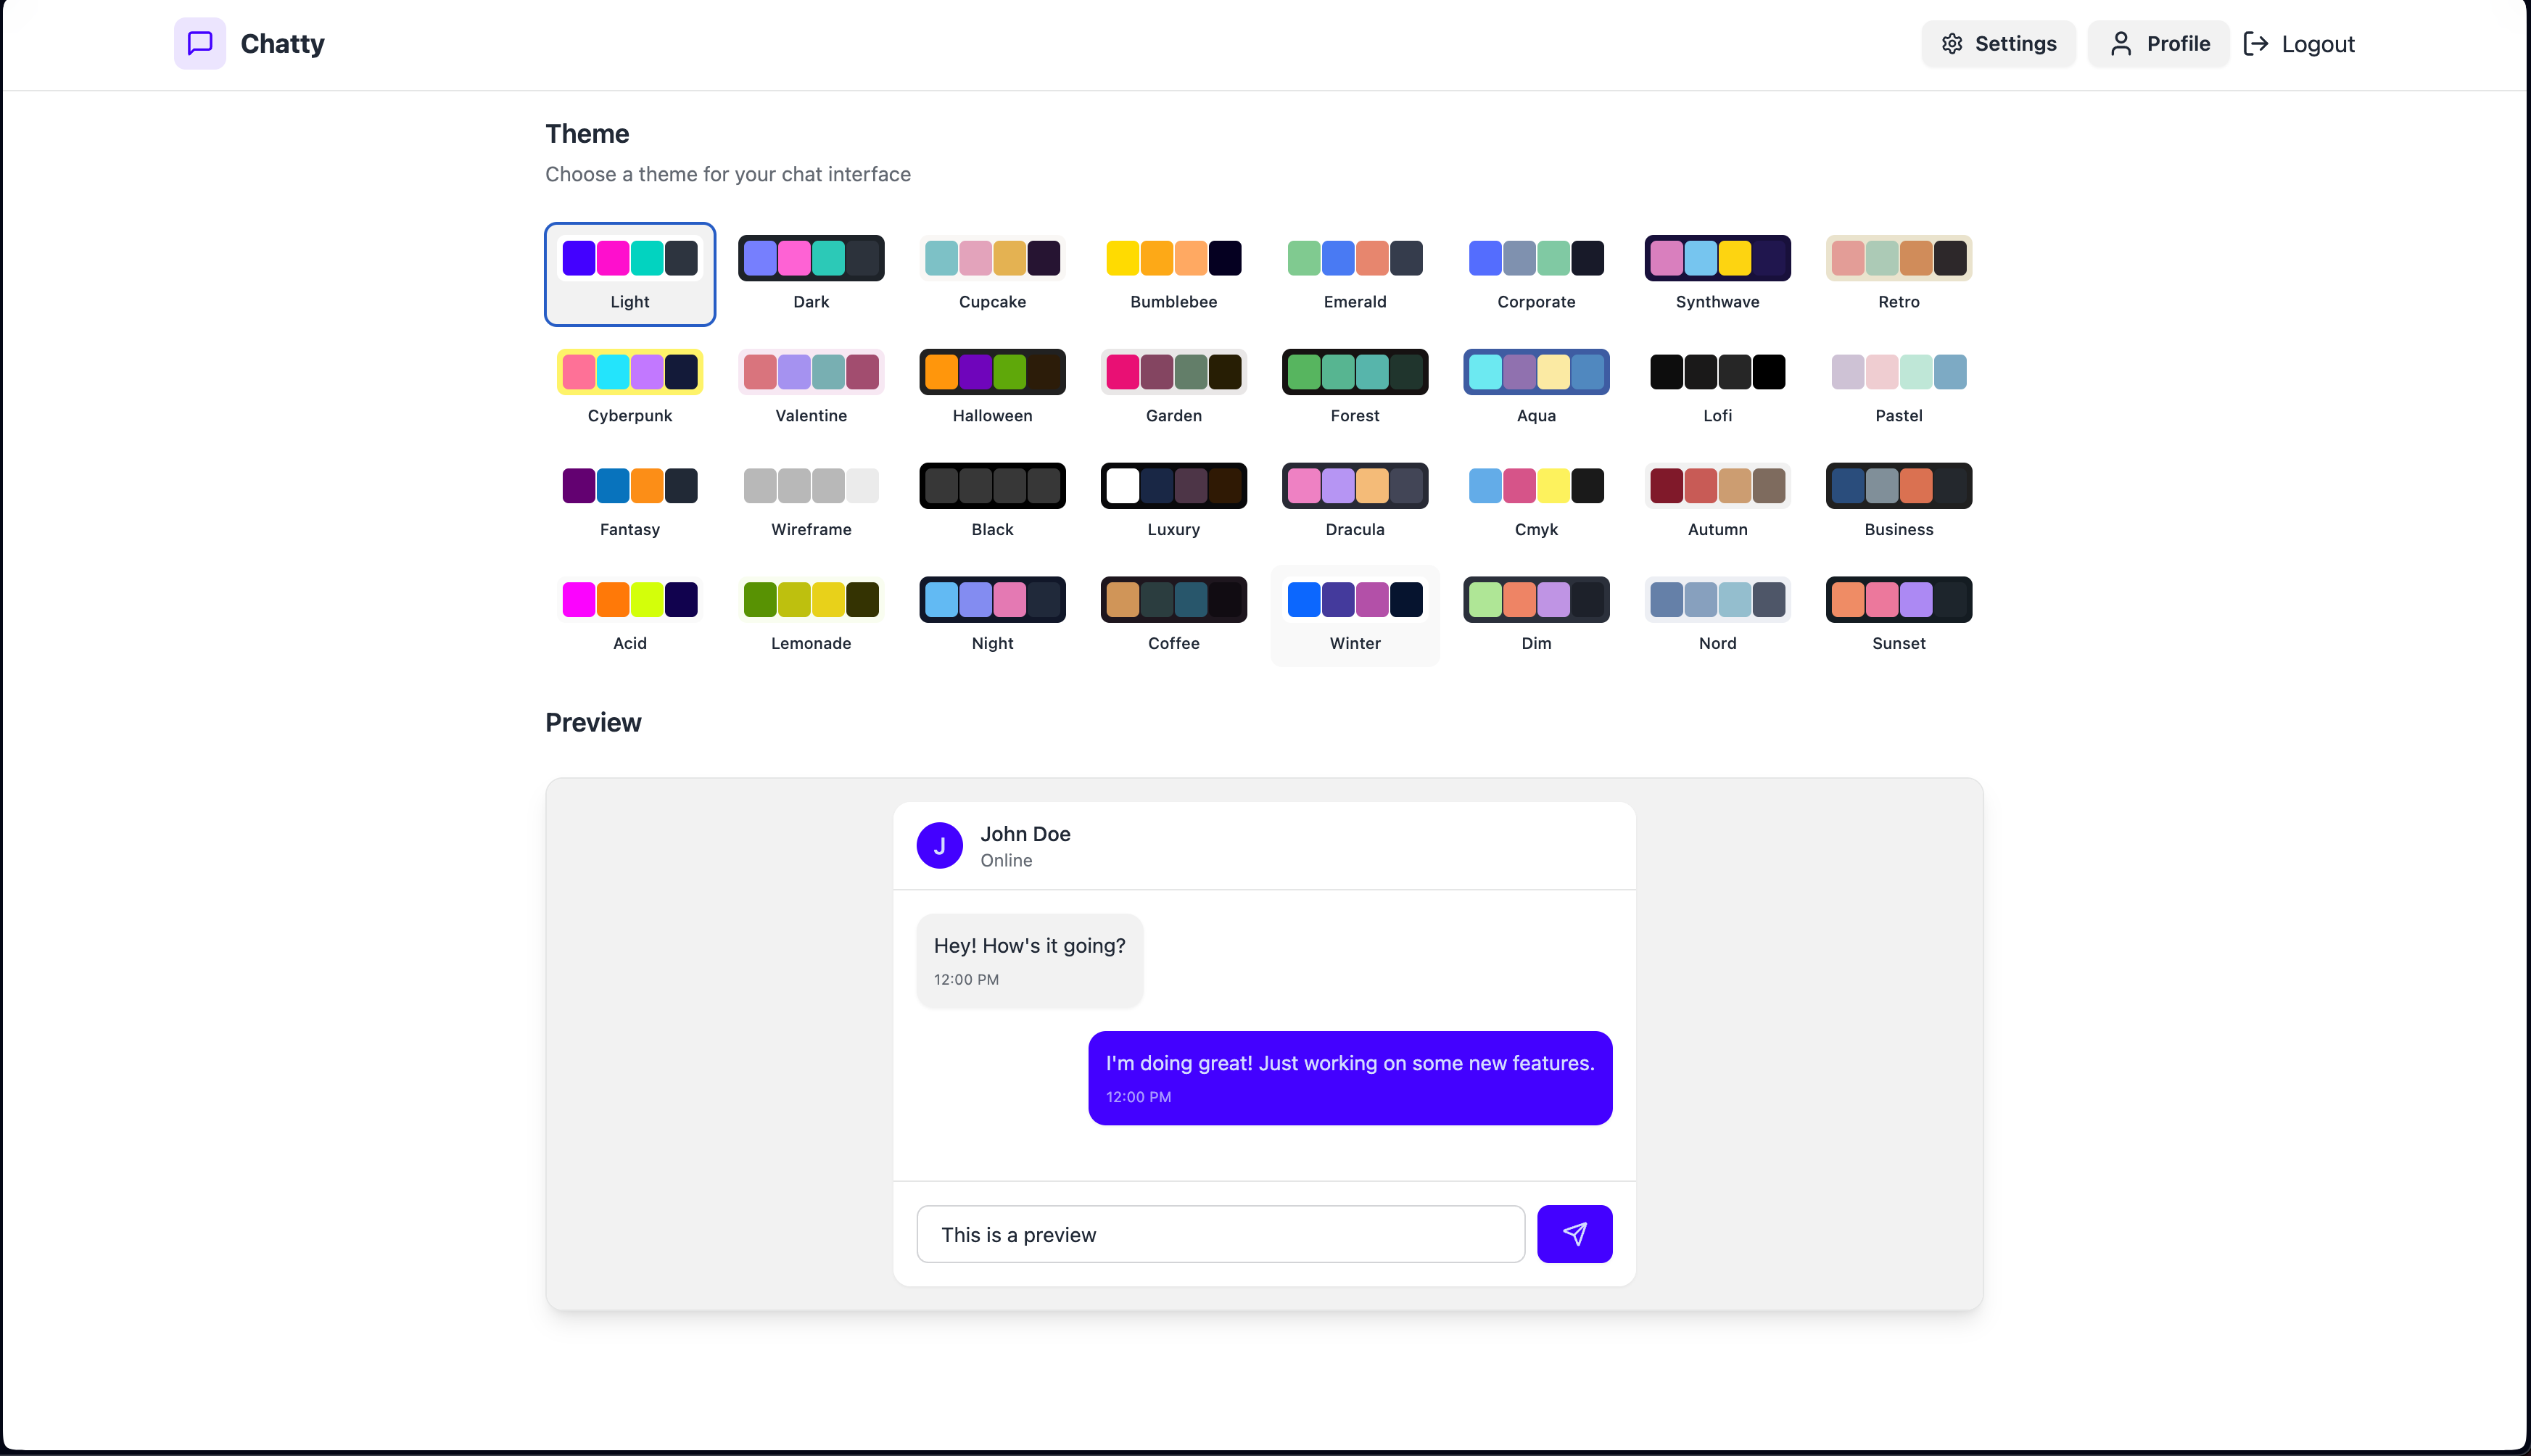 Chatty
Settings
Profile
Logout
Theme
Choose a theme for your chat interface
Light
Dark
Cupcake
Bumblebee
Emerald
Corporate
Synthwave
Retro
Cyberpunk
Valentine
Halloween
Garden
Forest
Aqua
Lofi
Pastel
Fantasy
Wireframe
Black
Luxury
Dracula
Cmyk
Autumn
Business
Acid
Lemonade
Night
Coffee
Winter
Dim
Nord
Sunset
Preview
J
John Doe
Online
Hey! How's it going?
12:00 PM
I'm doing great! Just working on some new features.
12:00 PM
This is a preview